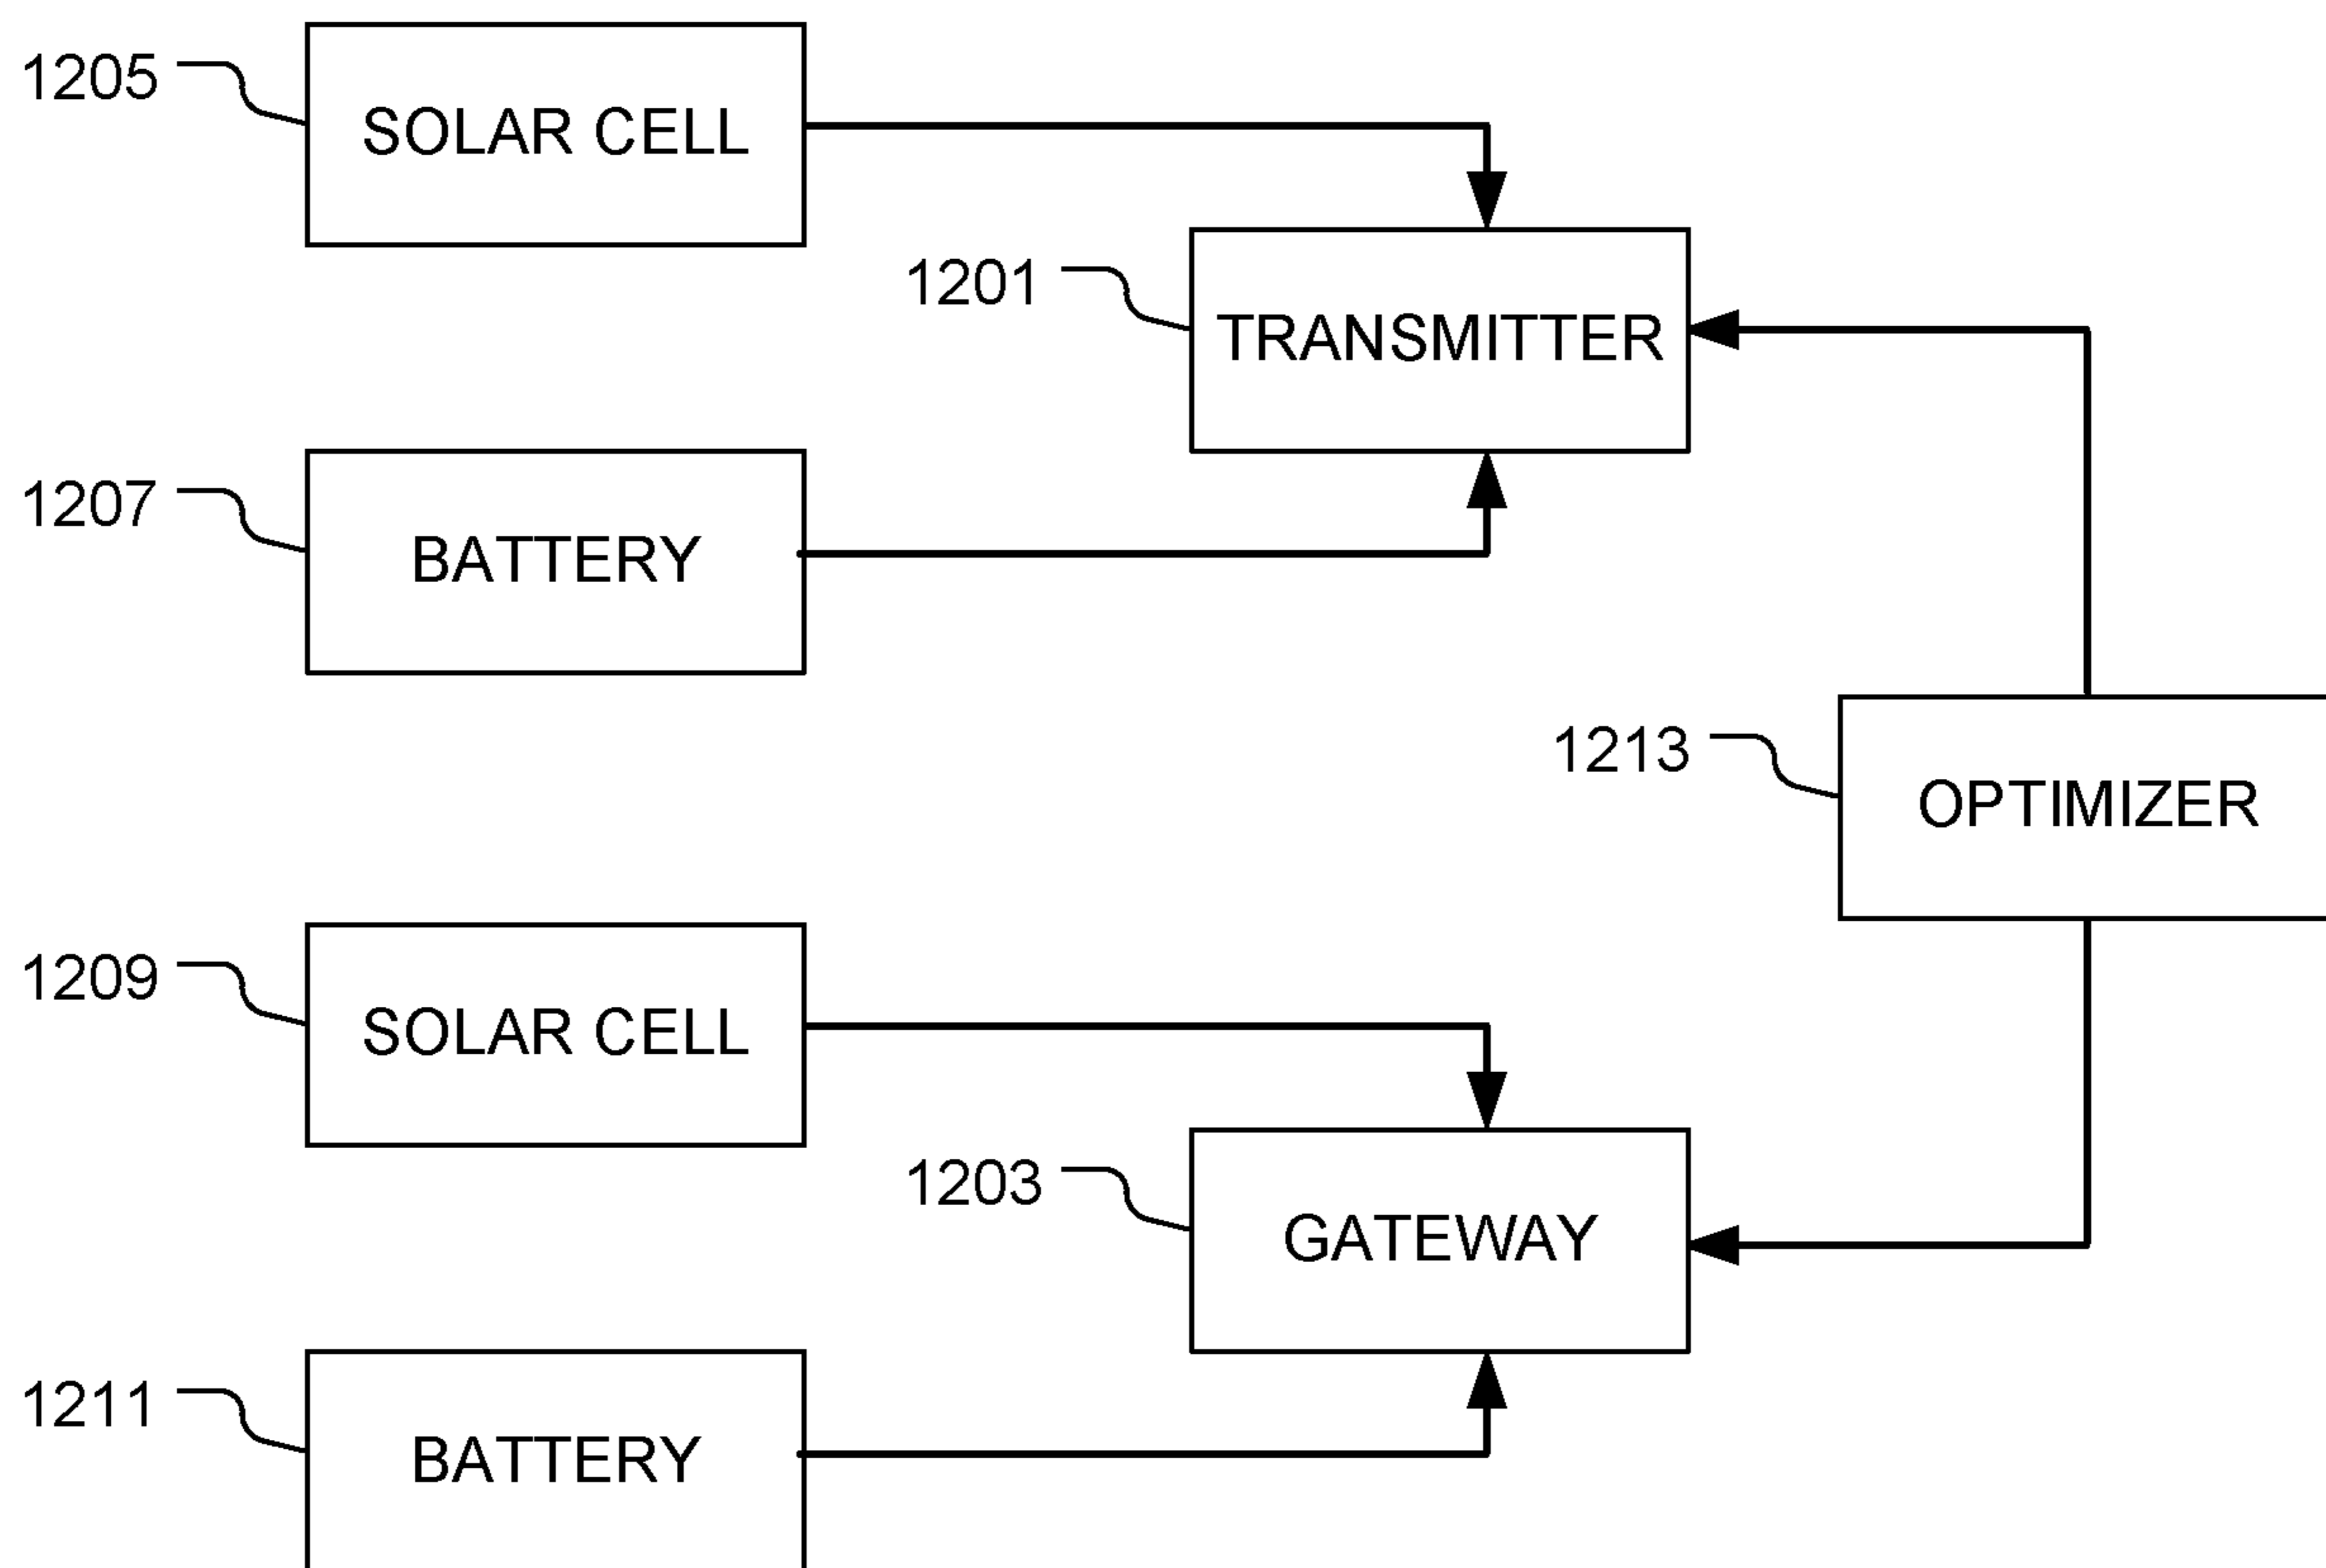 1205
SOLAR CELL
1201
TRANSMITTER
1207
BATTERY
1213
OPTIMIZER
1209
SOLAR CELL
1203
GATEWAY
1211
BATTERY